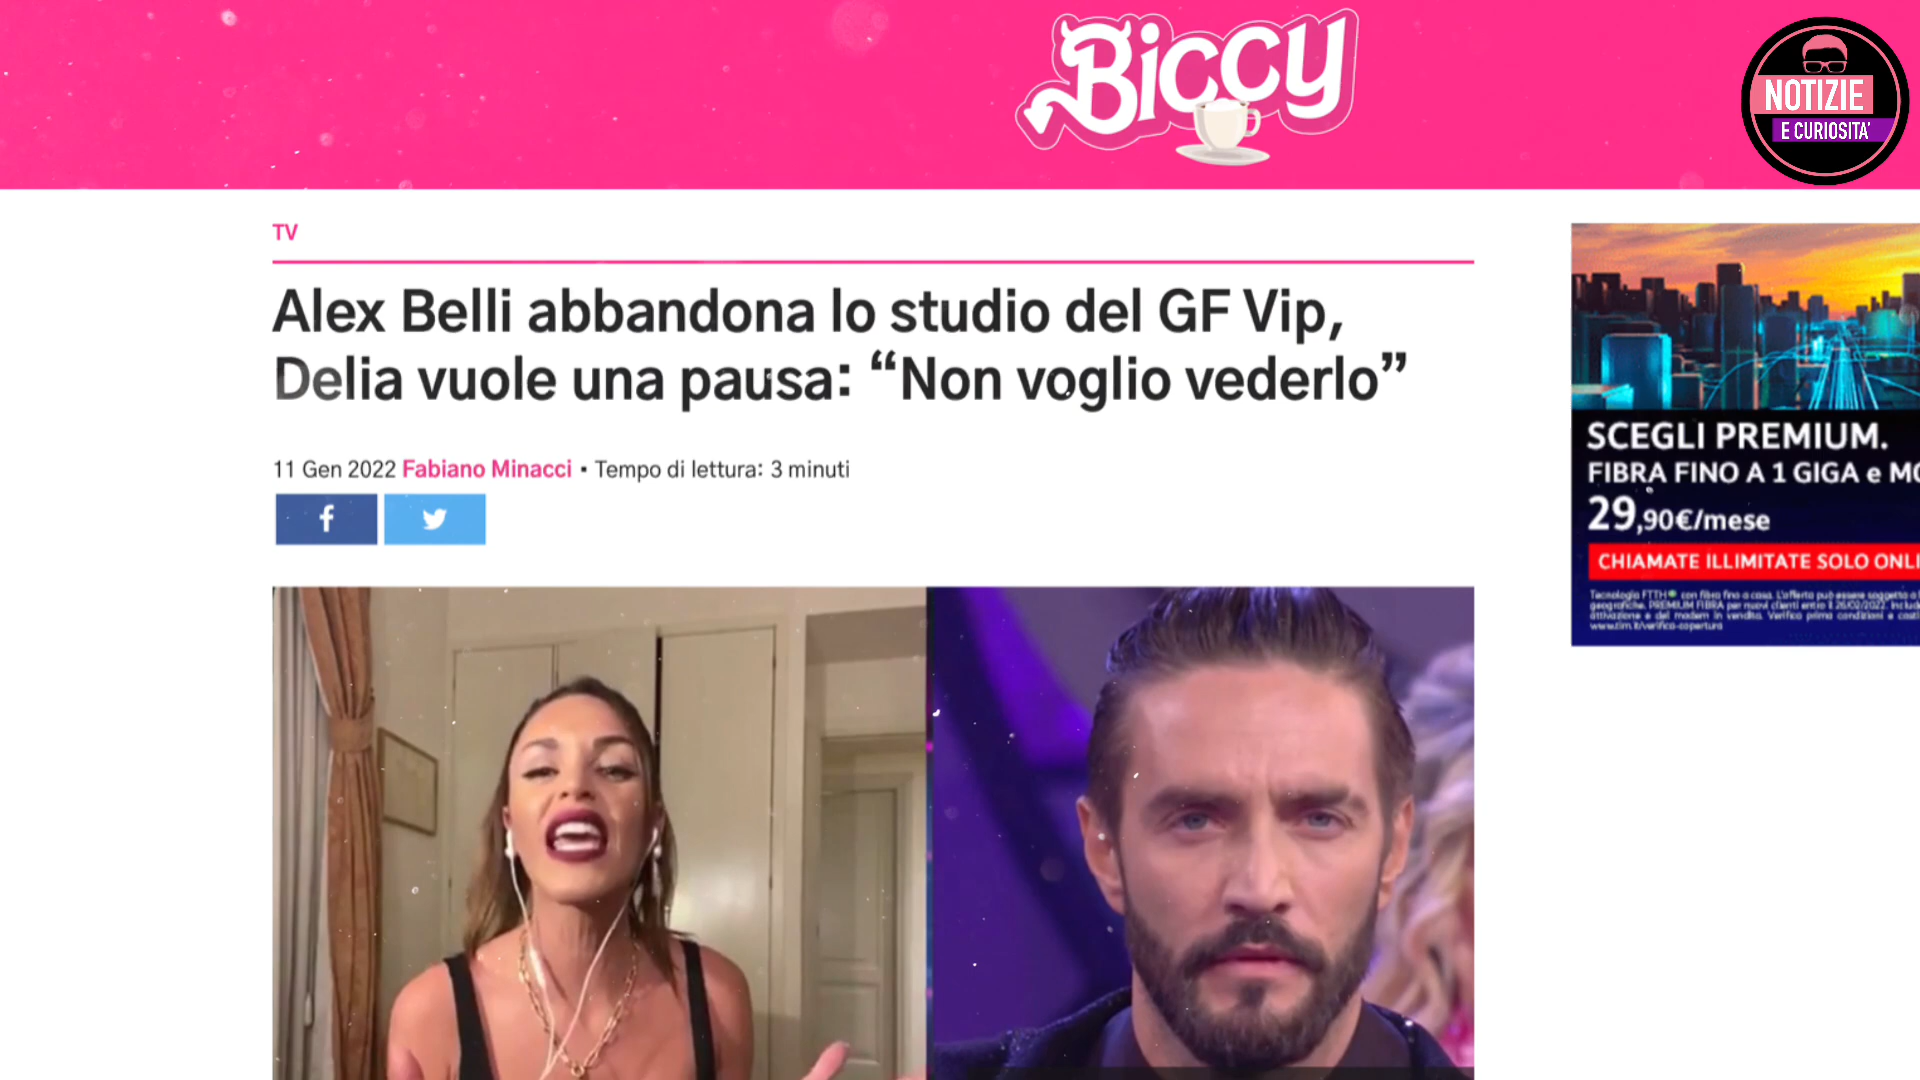 Biccy
NOTIZIE
E CURIOSITA'
TV
Alex Belli abbandona lo studio del GF Vip,
Delia vuole una pausa: “Non voglio vederlo”
11 Gen 2022 Fabiano Minacci • Tempo di lettura: 3 minuti
SCEGLI PREMIUM.
FIBRA FINO A 1 GIGA e MO
29,90€/mese
CHIAMATE ILLIMITATE SOLO ONLI